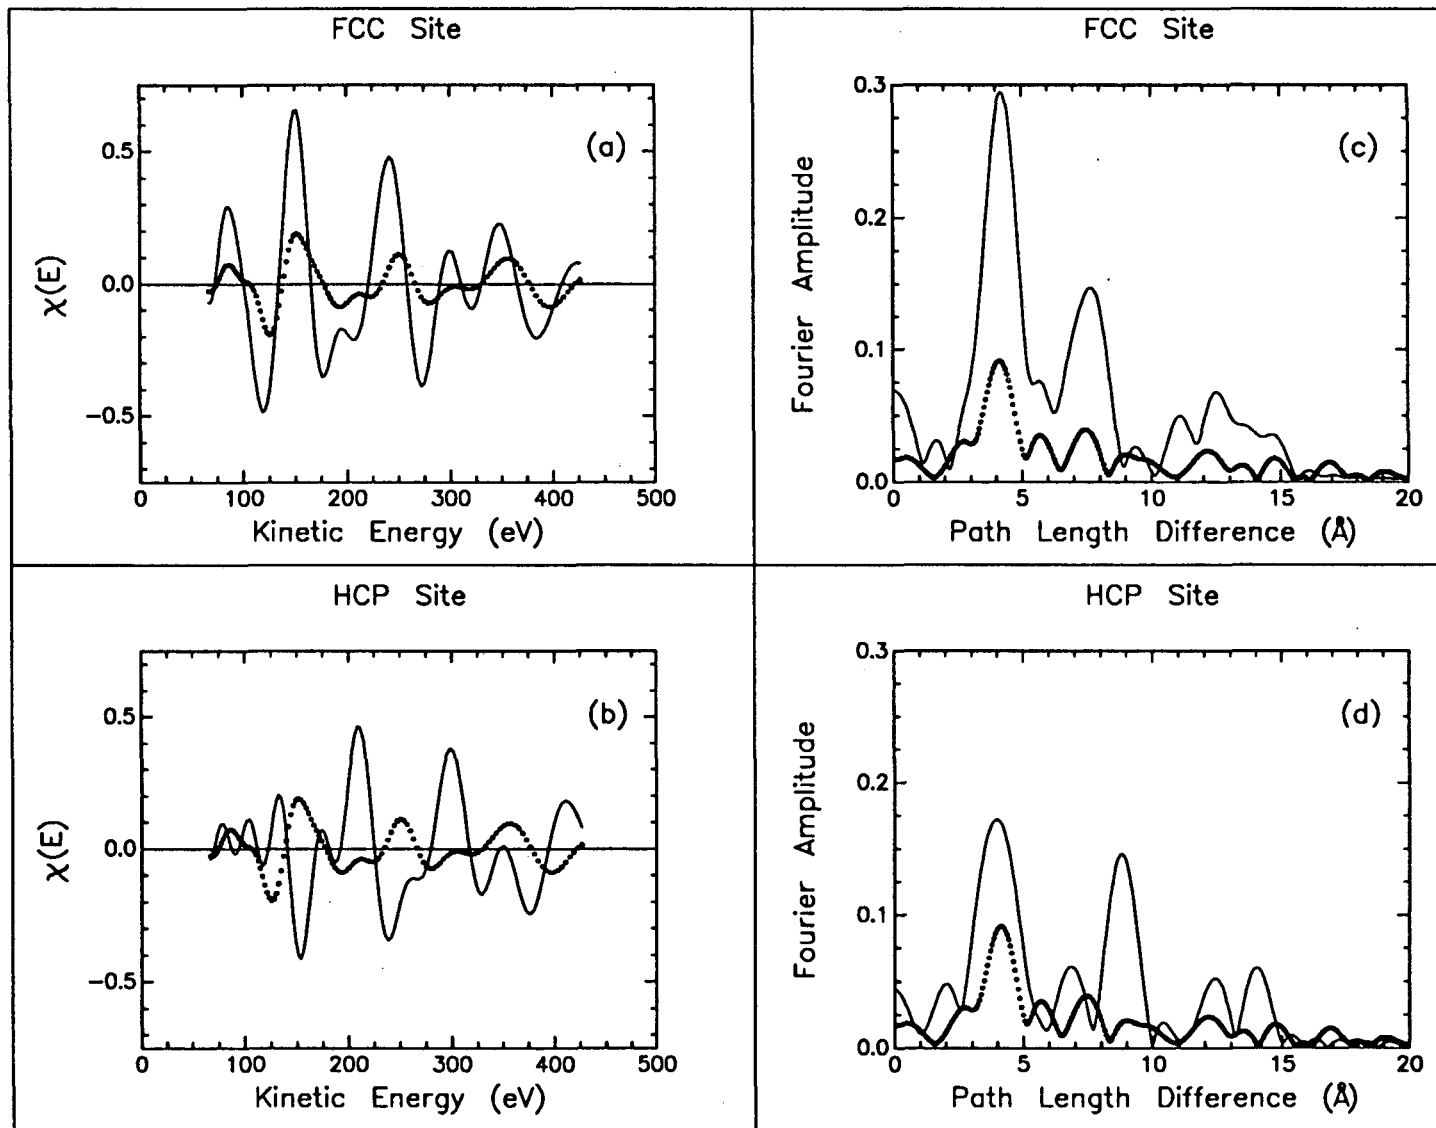 FCC Site
(a)
0.5
0.0
−0.5
χ(E)
0 100 200 300 400 500
Kinetic Energy (eV)
FCC Site
(c)
0.3
0.2
0.1
0.0
Fourier Amplitude
0 5 10 15 20
Path Length Difference (Å)
HCP Site
(b)
0.5
0.0
−0.5
χ(E)
0 100 200 300 400 500
Kinetic Energy (eV)
HCP Site
(d)
0.3
0.2
0.1
0.0
Fourier Amplitude
0 5 10 15 20
Path Length Difference (Å)